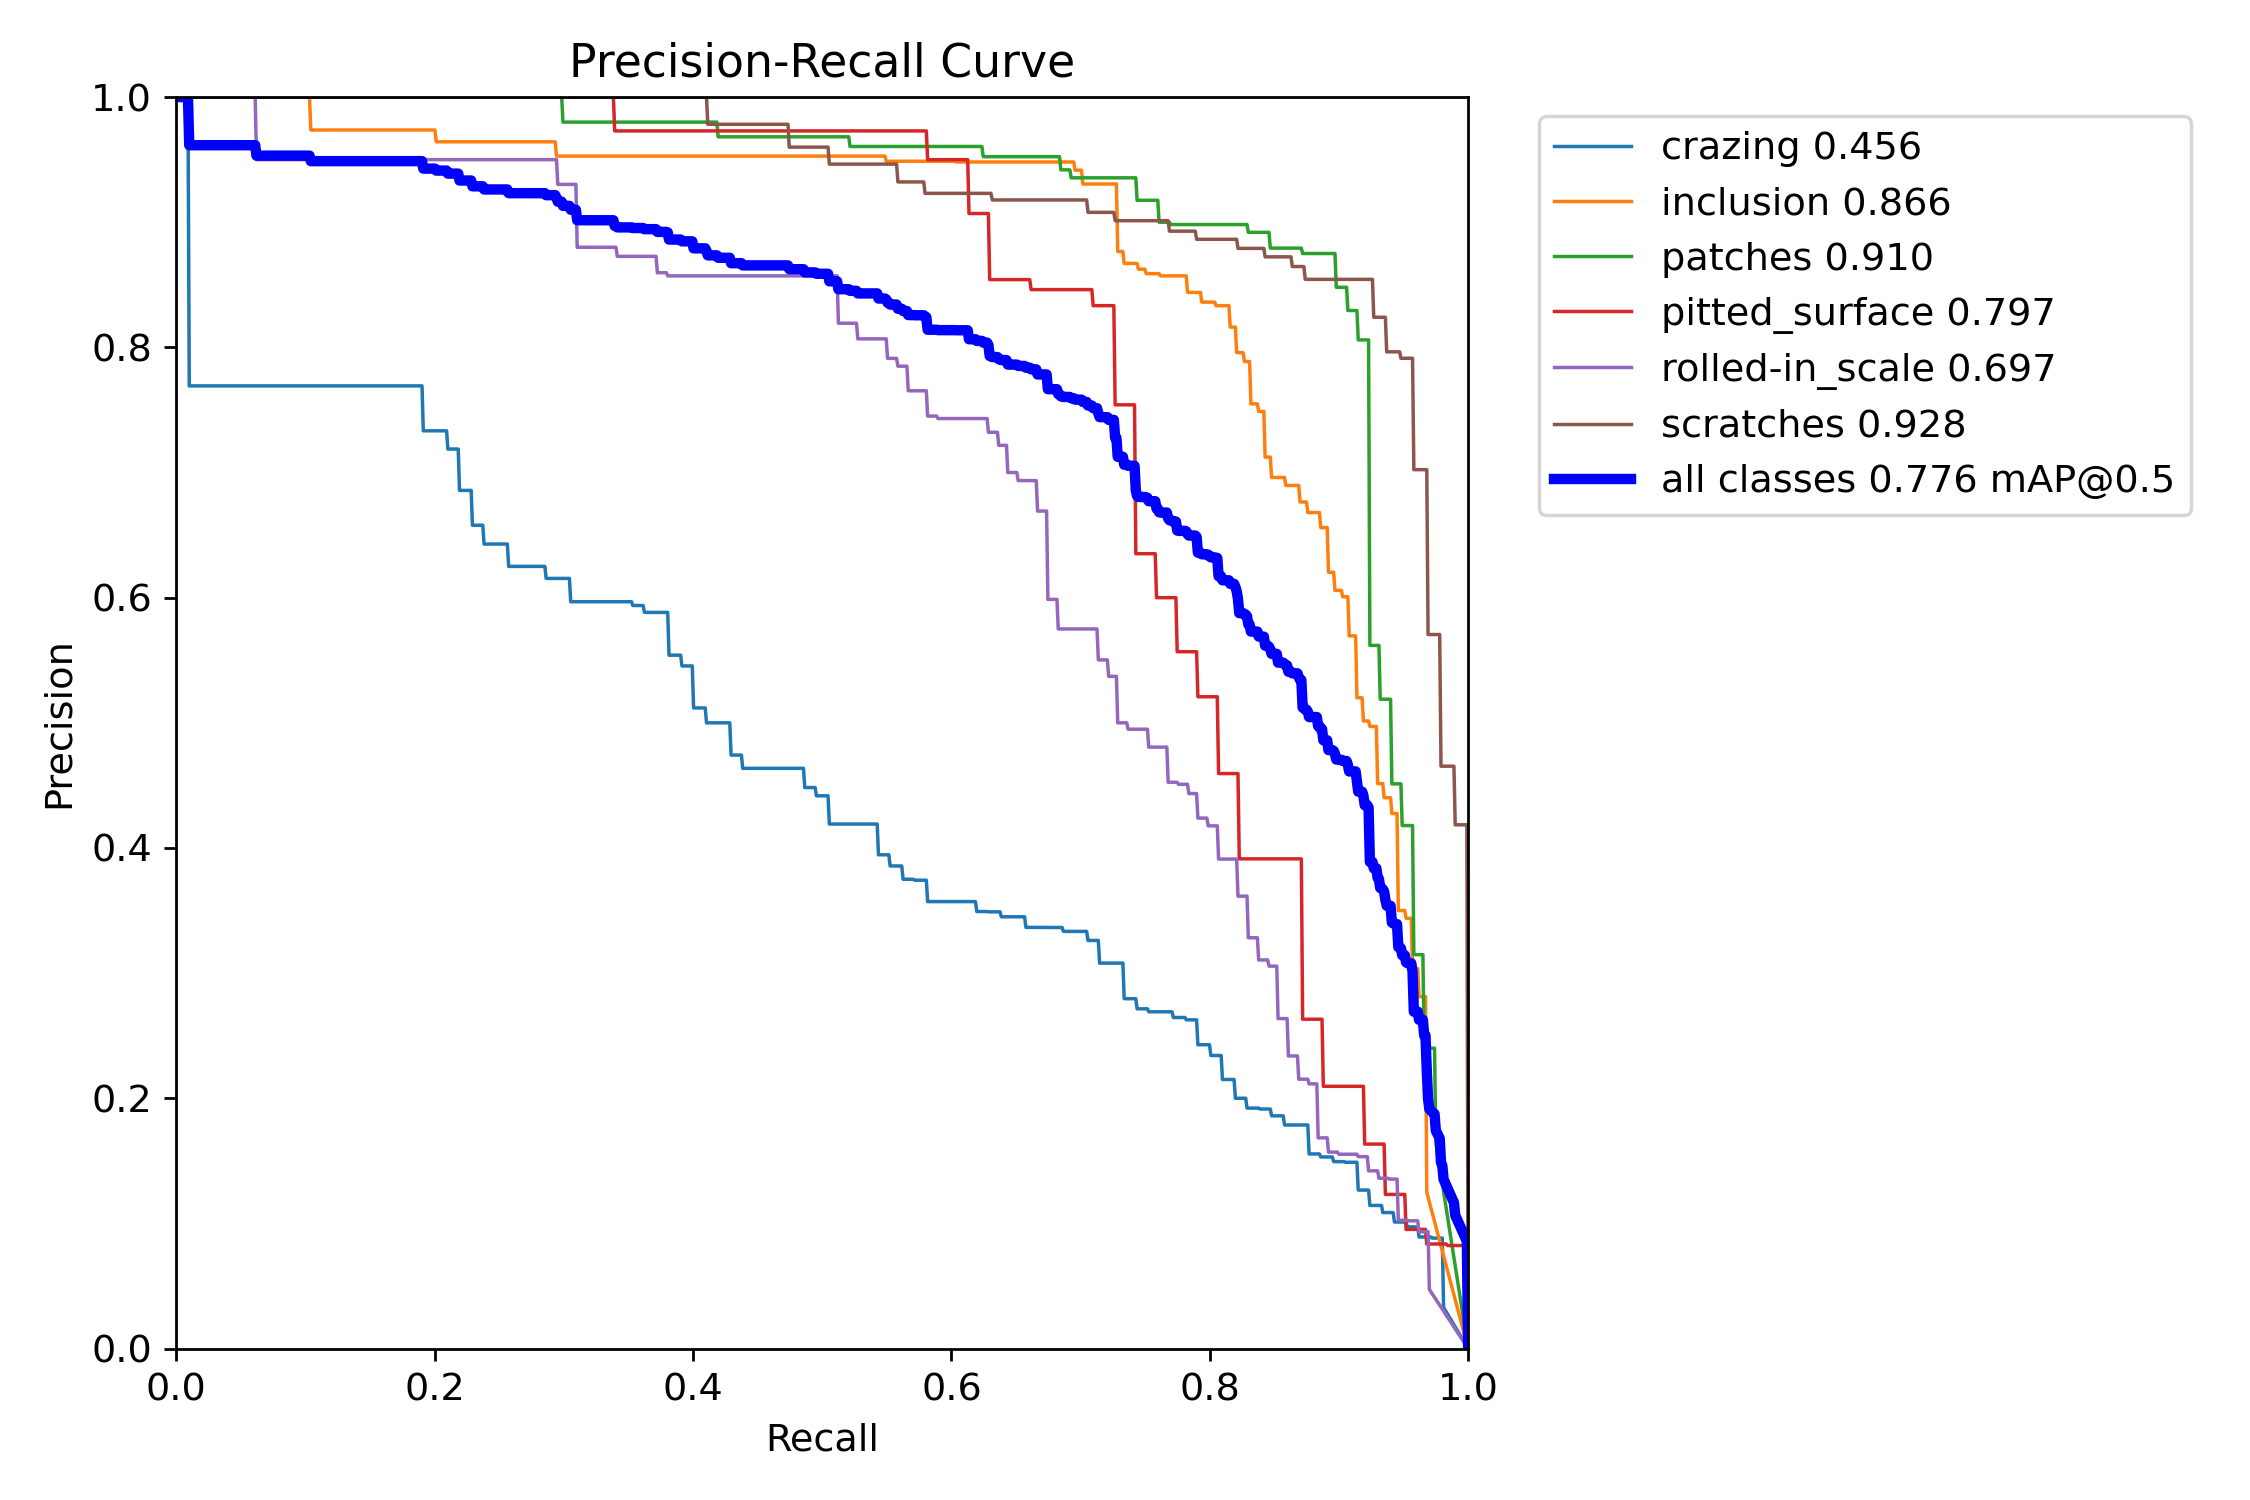 Precision-Recall Curve
1.0
0.8
0.6
0.4
0.2
0.0
Precision
0.0 0.2 0.4 0.6 0.8 1.0
Recall
crazing 0.456
inclusion 0.866
patches 0.910
pitted_surface 0.797
rolled-in_scale 0.697
scratches 0.928
all classes 0.776 mAP@0.5